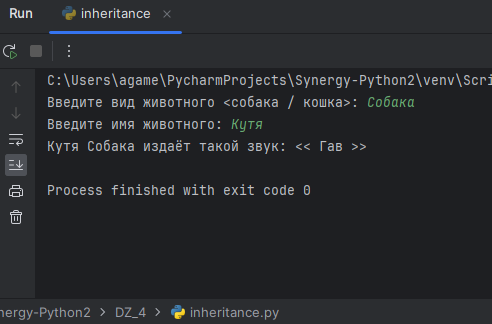 Run inheritance
C:\Users\agame\PycharmProjects\Synergy-Python2\venv\Scri
Введите вид животного <собака / кошка>: Собака
Введите имя животного: Кутя
Кутя Собака издаёт такой звук: << Гав >>
Process finished with exit code 0
nergy-Python2 > DZ_4 > inheritance.py